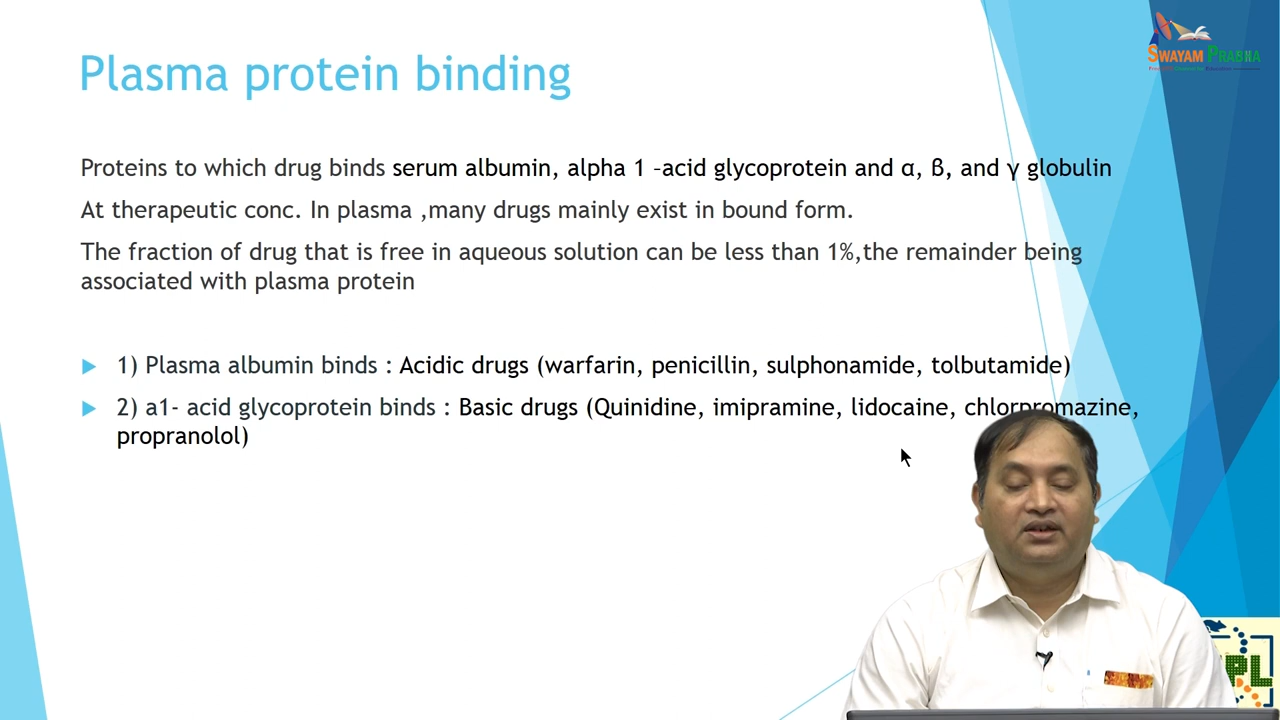 SWAYAM PRABHA
Plasma protein binding
Proteins to which drug binds serum albumin, alpha 1 –acid glycoprotein and α, ß, and γ globulin
At therapeutic conc. In plasma ,many drugs mainly exist in bound form.
The fraction of drug that is free in aqueous solution can be less than 1%,the remainder being
associated with plasma protein
1) Plasma albumin binds : Acidic drugs (warfarin, penicillin, sulphonamide, tolbutamide)
2) a1- acid glycoprotein binds : Basic drugs (Quinidine, imipramine, lidocaine, chlorpromazine,
propranolol)